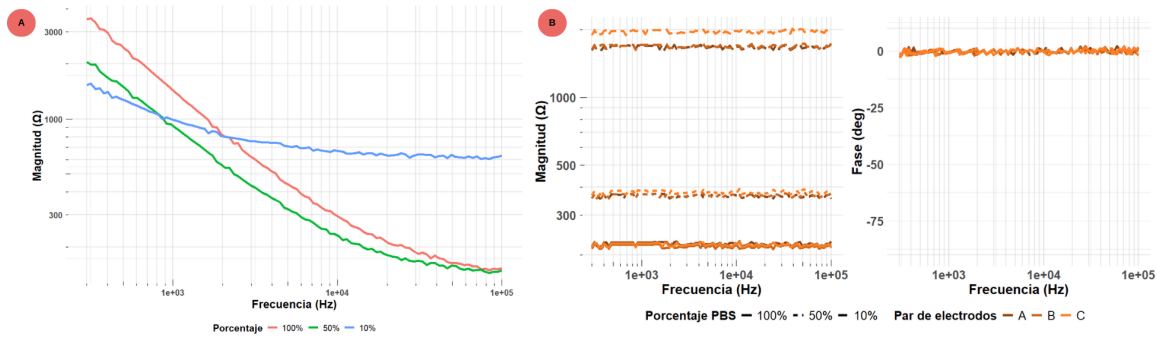 A
Magnitud (Ω)
3000
1000
300
1e+03
1e+04
1e+05
Frecuencia (Hz)
Porcentaje 100% 50% 10%
B
Magnitud (Ω)
1000
500
300
1e+03
1e+04
1e+05
Frecuencia (Hz)
Fase (deg)
0
-25
-50
-75
1e+03
1e+04
1e+05
Frecuencia (Hz)
Porcentaje PBS 100% 50% 10%
Par de electrodos A B C